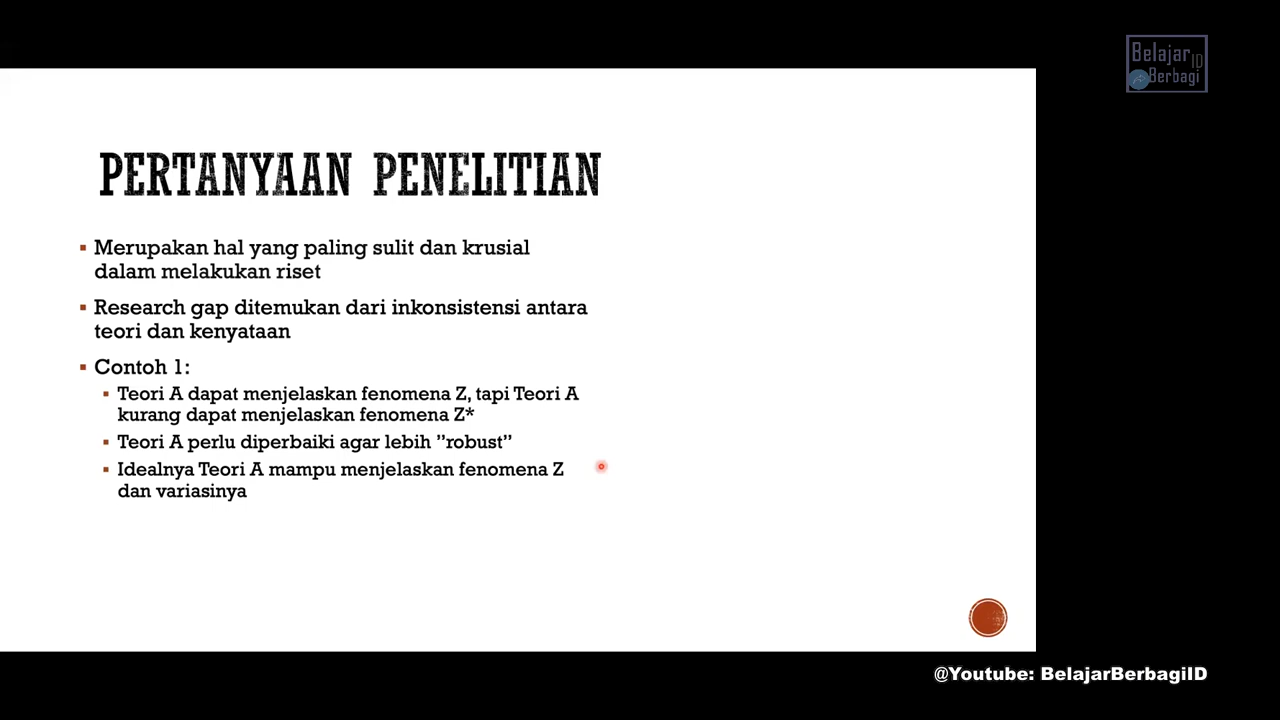 Belajar
ID
Berbagi
PERTANYAAN PENELITIAN
▪ Merupakan hal yang paling sulit dan krusial
dalam melakukan riset
▪ Research gap ditemukan dari inkonsistensi antara
teori dan kenyataan
▪ Contoh 1:
▪ Teori A dapat menjelaskan fenomena Z, tapi Teori A
kurang dapat menjelaskan fenomena Z*
▪ Teori A perlu diperbaiki agar lebih ”robust”
▪ Idealnya Teori A mampu menjelaskan fenomena Z
dan variasinya
@Youtube: BelajarBerbagiID